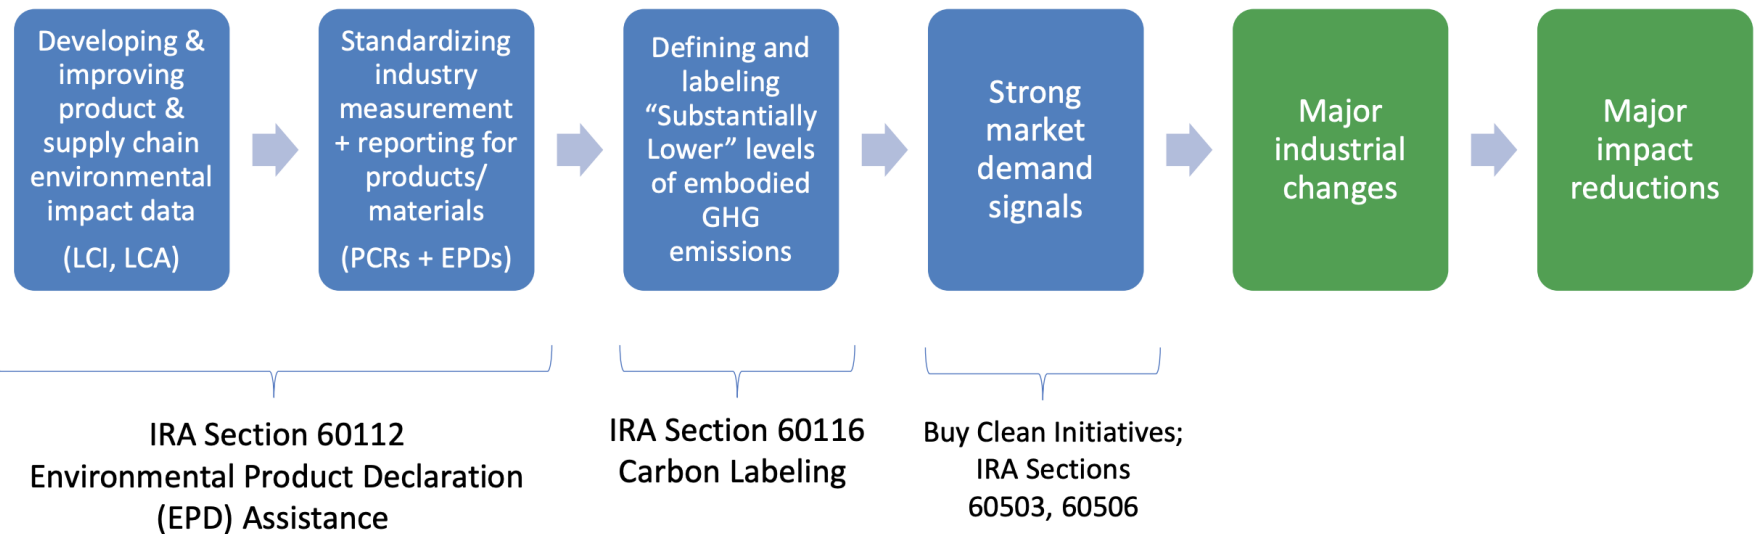 Developing &
improving
product &
supply chain
environmental
impact data
(LCI, LCA)
Standardizing
industry
measurement
+ reporting for
products/
materials
(PCRs + EPDs)
Defining and
labeling
“Substantially
Lower” levels
of embodied
GHG
emissions
Strong
market
demand
signals
Major
industrial
changes
Major
impact
reductions
IRA Section 60112
Environmental Product Declaration
(EPD) Assistance
IRA Section 60116
Carbon Labeling
Buy Clean Initiatives;
IRA Sections
60503, 60506